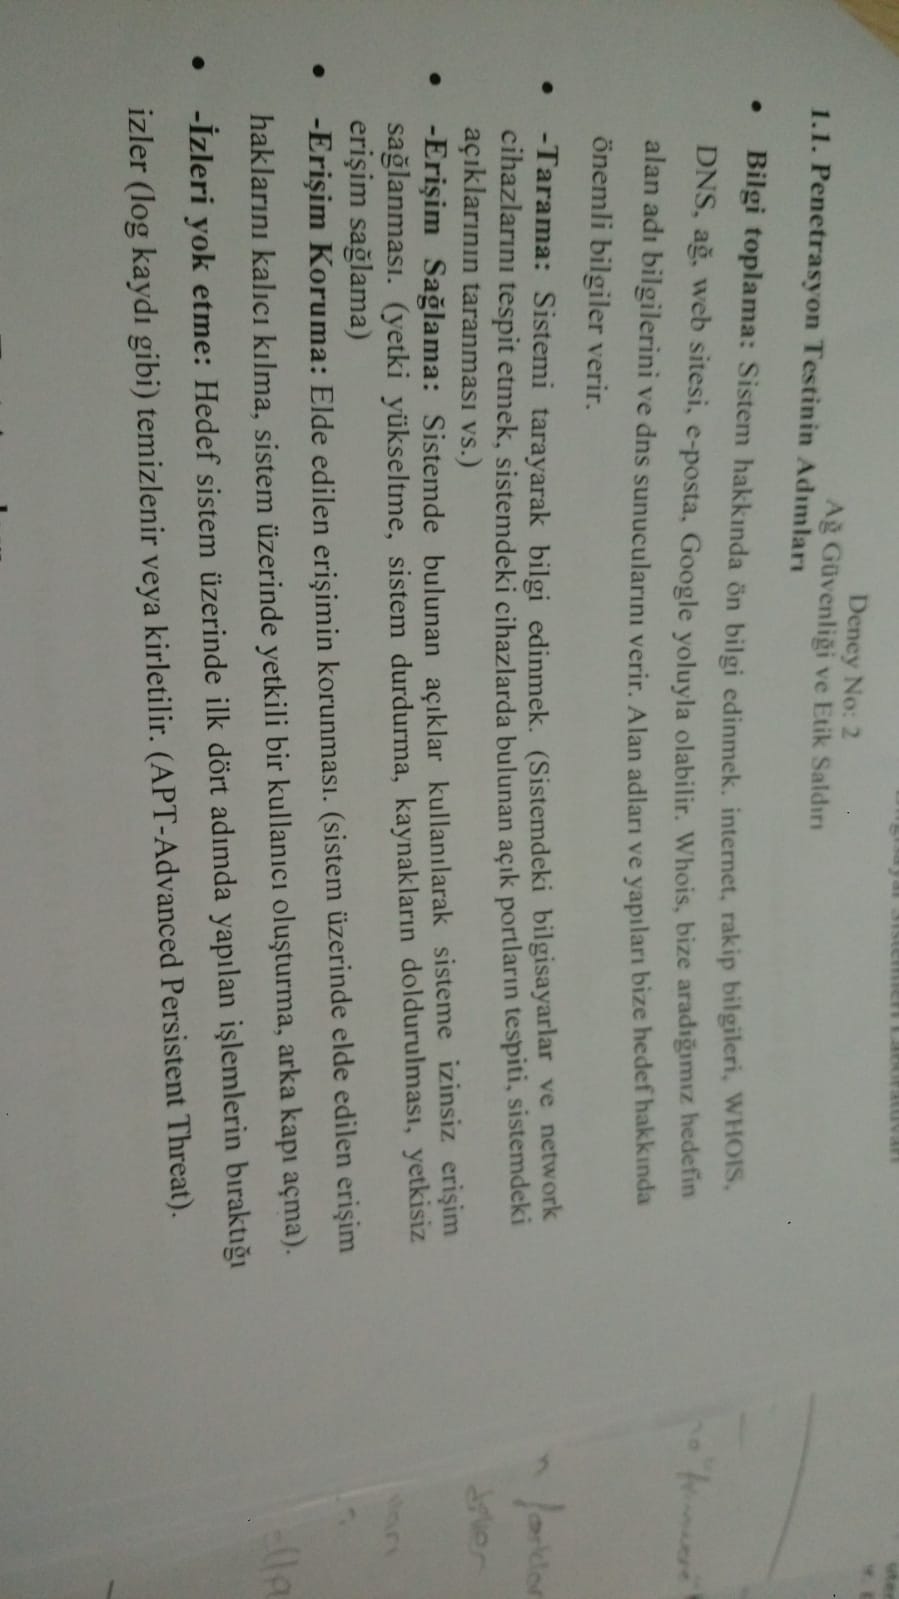 Deney No: 2
Ağ Güvenliği ve Etik Saldırı
1.1. Penetrasyon Testinin Adımları
• Bilgi toplama: Sistem hakkında ön bilgi edinmek. internet, rakip bilgileri, WHOIS,
DNS, ağ, web sitesi, e-posta, Google yoluyla olabilir. Whois, bize aradığımız hedefin
alan adı bilgilerini ve dns sunucularını verir. Alan adları ve yapıları bize hedef hakkında
önemli bilgiler verir.
• -Tarama: Sistemi tarayarak bilgi edinmek. (Sistemdeki bilgisayarlar ve network
cihazlarını tespit etmek, sistemdeki cihazlarda bulunan açık portların tespiti, sistemdeki
açıklarının taranması vs.)
• -Erişim Sağlama: Sistemde bulunan açıklar kullanılarak sisteme izinsiz erişim
sağlanması. (yetki yükseltme, sistem durdurma, kaynakların doldurulması, yetkisiz
erişim sağlama)
• -Erişim Koruma: Elde edilen erişimin korunması. (sistem üzerinde elde edilen erişim
haklarını kalıcı kılma, sistem üzerinde yetkili bir kullanıcı oluşturma, arka kapı açma).
• -İzleri yok etme: Hedef sistem üzerinde ilk dört adımda yapılan işlemlerin bıraktığı
izler (log kaydı gibi) temizlenir veya kirletilir. (APT-Advanced Persistent Threat).